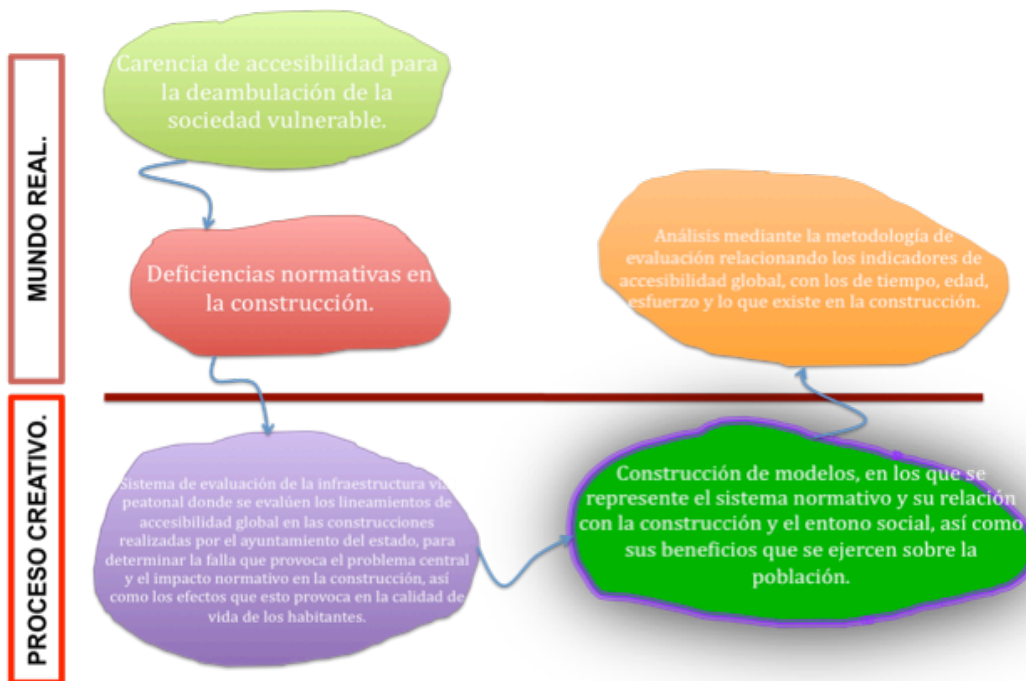 MUNDO REAL.
Carencia de accesibilidad para
la deambulación de la
sociedad vulnerable.
Deficiencias normativas en
la construcción.
Análisis mediante la metodología de
evaluación relacionando los indicadores de
accesibilidad global, con los de tiempo, edad,
esfuerzo y lo que existe en la construcción.
PROCESO CREATIVO.
Sistema de evaluación de la infraestructura vial
peatonal donde se evalúen los lineamientos de
accesibilidad global en las construcciones
realizadas por el ayuntamiento del estado, para
determinar la falla que provoca el problema central
y el impacto normativo en la construcción, así
como los efectos que esto provoca en la calidad de
vida de los habitantes.
Construcción de modelos, en los que se
represente el sistema normativo y su relación
con la construcción y el entono social, así como
sus beneficios que se ejercen sobre la
población.